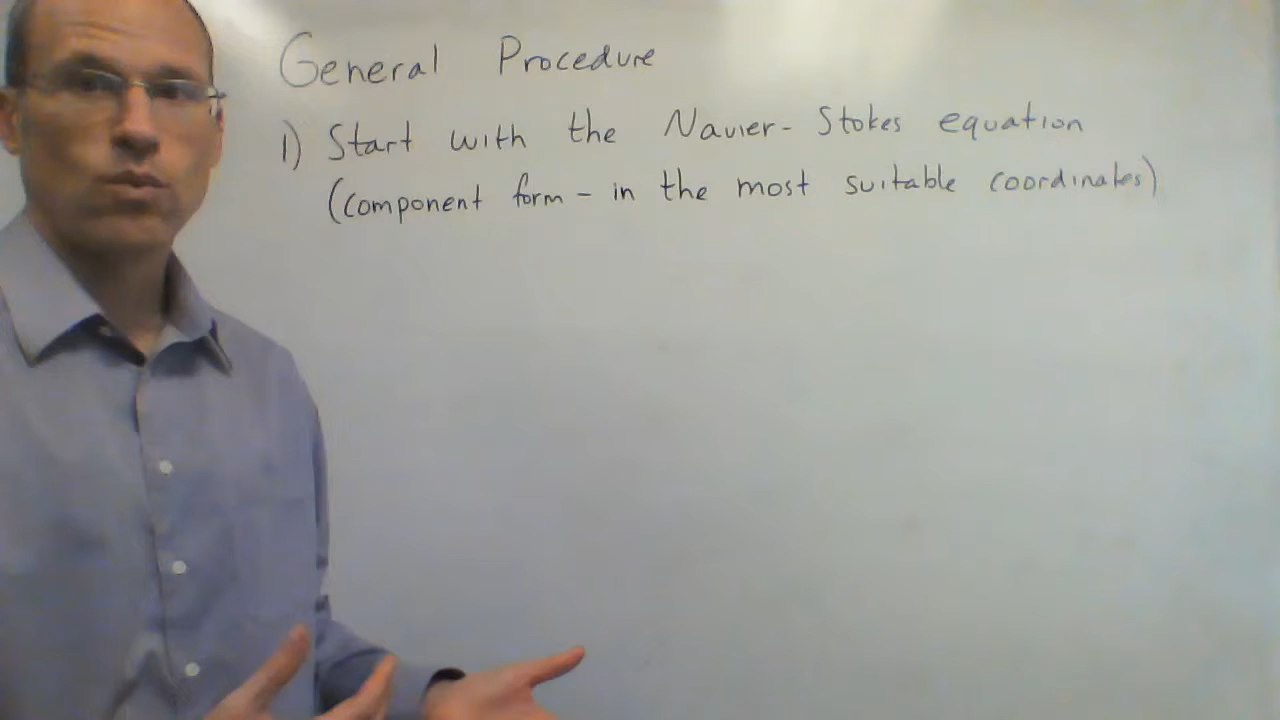 General Procedure
1) Start with the Navier-Stokes equation
(component form - in the most suitable coordinates)